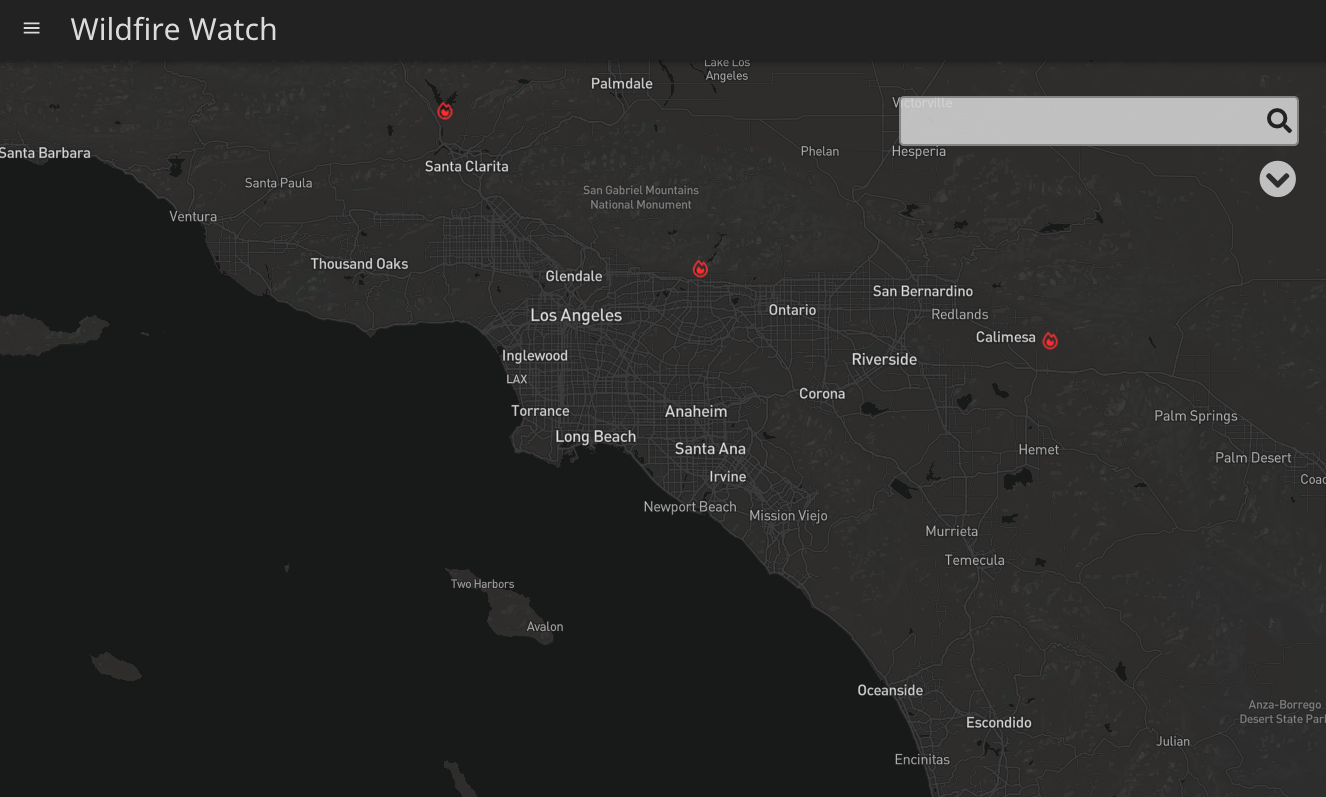 Wildfire Watch
Lake Los
Angeles
Palmdale
Victorville
Santa Barbara
Phelan
Hesperia
Santa Clarita
Santa Paula
San Gabriel Mountains
National Monument
Ventura
Thousand Oaks
Glendale
San Bernardino
Los Angeles
Ontario
Redlands
Calimesa
Inglewood
Riverside
LAX
Corona
Torrance
Anaheim
Palm Springs
Long Beach
Santa Ana
Hemet
Palm Desert
Irvine
Coac
Newport Beach
Mission Viejo
Murrieta
Temecula
Two Harbors
Avalon
Oceanside
Anza-Borrego
Desert State Park
Escondido
Julian
Encinitas